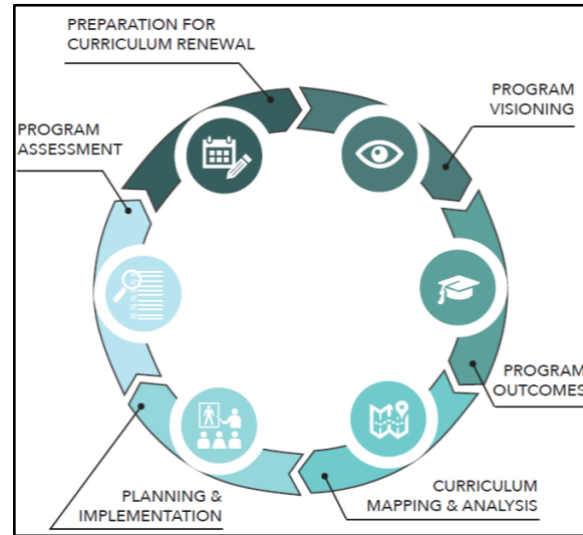 PREPARATION FOR
CURRICULUM RENEWAL
PROGRAM
VISIONING
PROGRAM
OUTCOMES
CURRICULUM
MAPPING & ANALYSIS
PLANNING &
IMPLEMENTATION
PROGRAM
ASSESSMENT